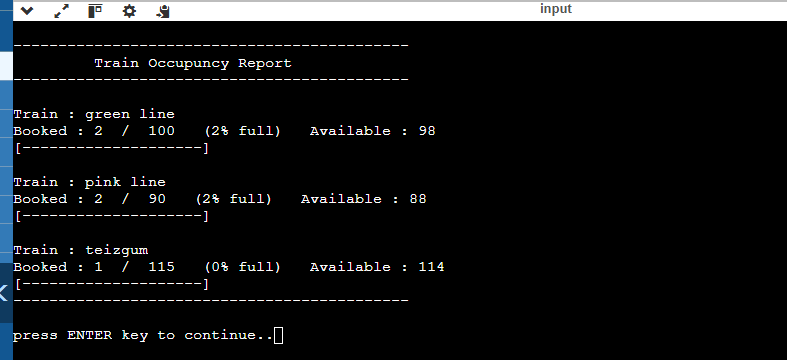 input
--------------------------------------------
Train Occupuncy Report
--------------------------------------------
Train : green line
Booked : 2 / 100 (2% full) Available : 98
[--------------------]
Train : pink line
Booked : 2 / 90 (2% full) Available : 88
[--------------------]
Train : teizgum
Booked : 1 / 115 (0% full) Available : 114
[--------------------]
--------------------------------------------
press ENTER key to continue..